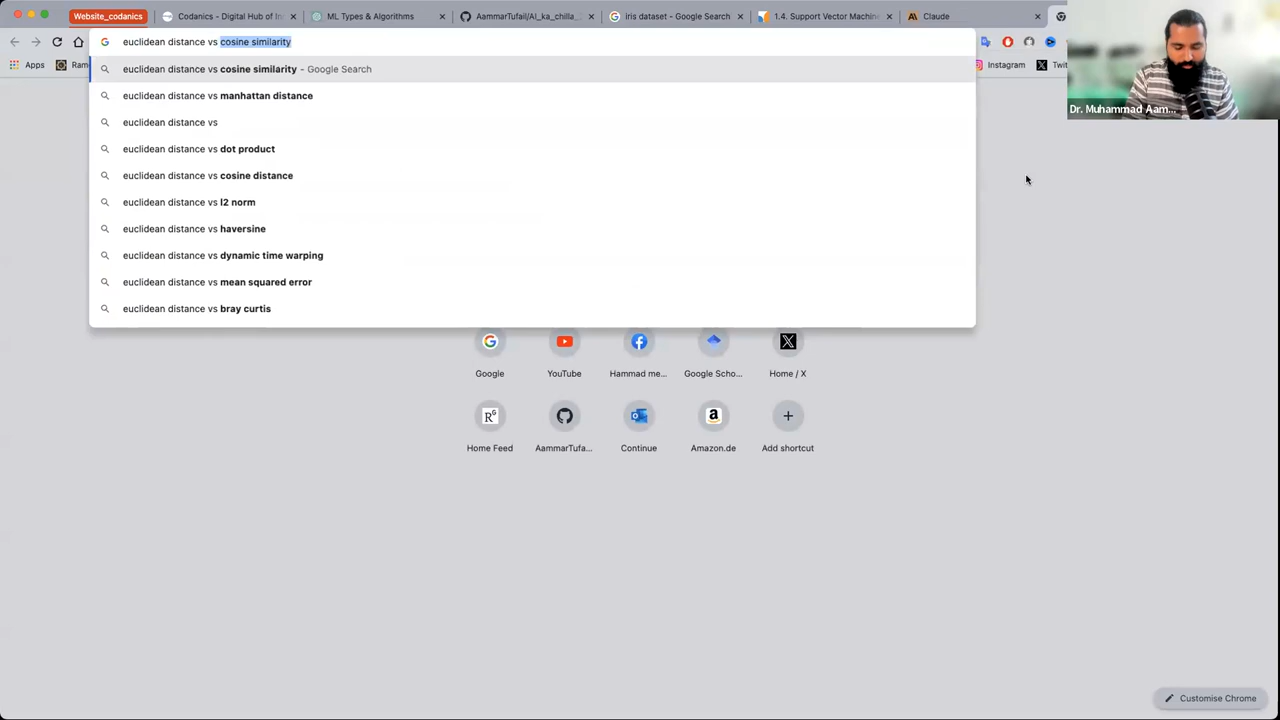 Website_codanics
Codanics - Digital Hub of In
ML Types & Algorithms
AammarTufail/AI_ka_chilla_
iris dataset - Google Search
1.4. Support Vector Machine
Claude
euclidean distance vs cosine similarity
Apps
Ram
Instagram
Twit
euclidean distance vs cosine similarity - Google Search
euclidean distance vs manhattan distance
euclidean distance vs
euclidean distance vs dot product
euclidean distance vs cosine distance
euclidean distance vs l2 norm
euclidean distance vs haversine
euclidean distance vs dynamic time warping
euclidean distance vs mean squared error
euclidean distance vs bray curtis
Dr. Muhammad Aam...
Google
YouTube
Hammad me...
Google Scho...
Home / X
Home Feed
AammarTufa...
Continue
Amazon.de
Add shortcut
Customise Chrome